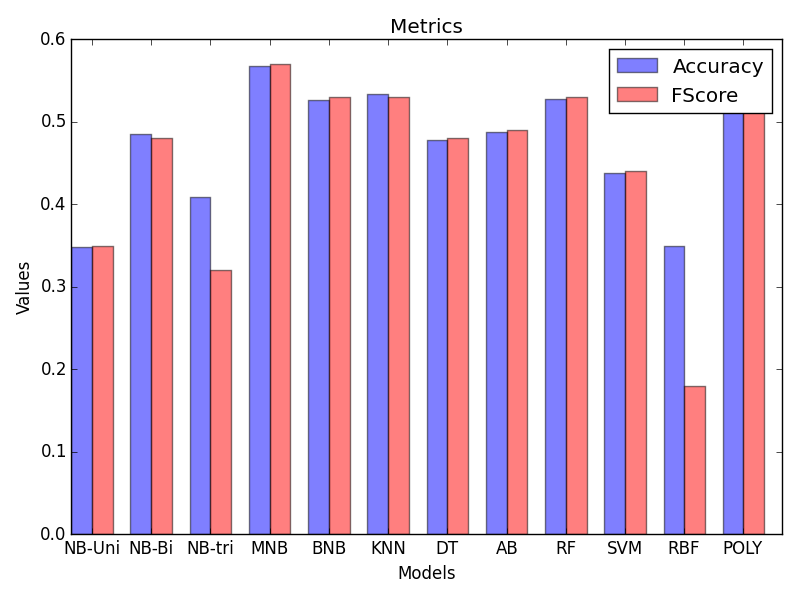 Metrics
Accuracy
FScore
Values
0.6
0.5
0.4
0.3
0.2
0.1
0.0
NB-Uni NB-Bi NB-tri MNB BNB KNN DT AB RF SVM RBF POLY
Models